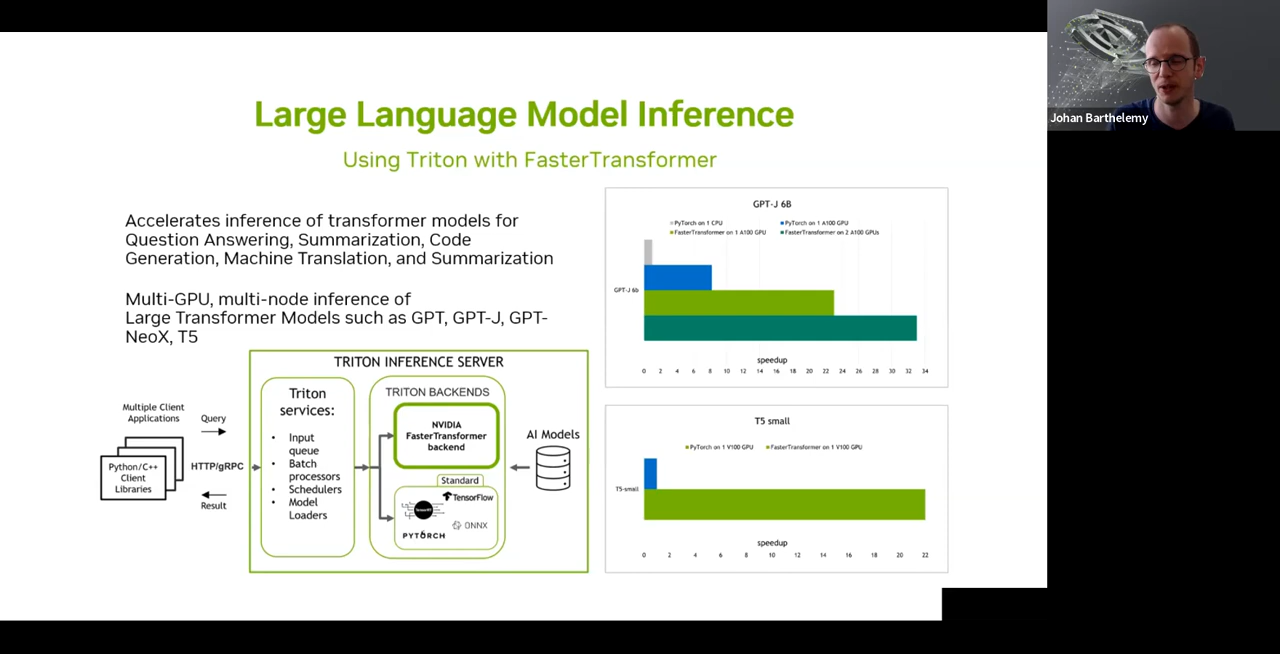 Large Language Model Inference
Using Triton with FasterTransformer
Accelerates inference of transformer models for
Question Answering, Summarization, Code
Generation, Machine Translation, and Summarization
Multi-GPU, multi-node inference of
Large Transformer Models such as GPT, GPT-J, GPT-
NeoX, T5
TRITON INFERENCE SERVER
Multiple Client
Applications
Query
Python/C++
Client
Libraries
HTTP/gRPC
Result
Triton
services:
• Input
queue
• Batch
processors
• Schedulers
• Model
Loaders
TRITON BACKENDS
NVIDIA
FasterTransformer
backend
Standard
TensorFlow
TensorRT
ONNX
PYTORCH
AI Models
GPT-J 6B
PyTorch on 1 CPU PyTorch on 1 A100 GPU
FasterTransformer on 1 A100 GPU FasterTransformer on 2 A100 GPUs
GPT-J 6b
speedup
0 2 4 6 8 10 12 14 16 18 20 22 24 26 28 30 32 34
T5 small
PyTorch on 1 V100 GPU FasterTransformer on 1 V100 GPU
T5-small
speedup
0 2 4 6 8 10 12 14 16 18 20 22
Johan Barthelemy